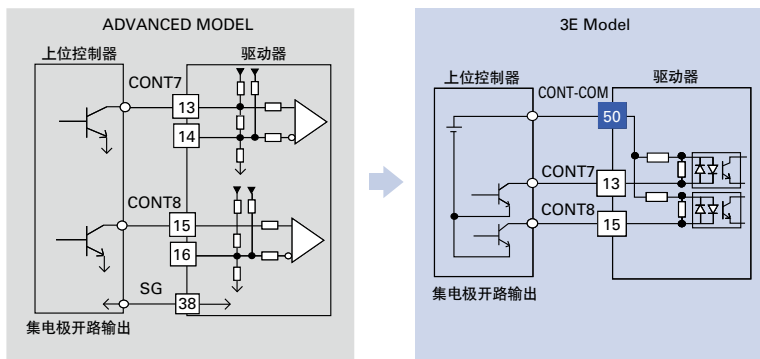 ADVANCED MODEL
上位控制器
驱动器
CONT7
13
14
CONT8
15
16
SG
38
集电极开路输出
3E Model
上位控制器
驱动器
CONT-COM
50
CONT7
13
CONT8
15
集电极开路输出